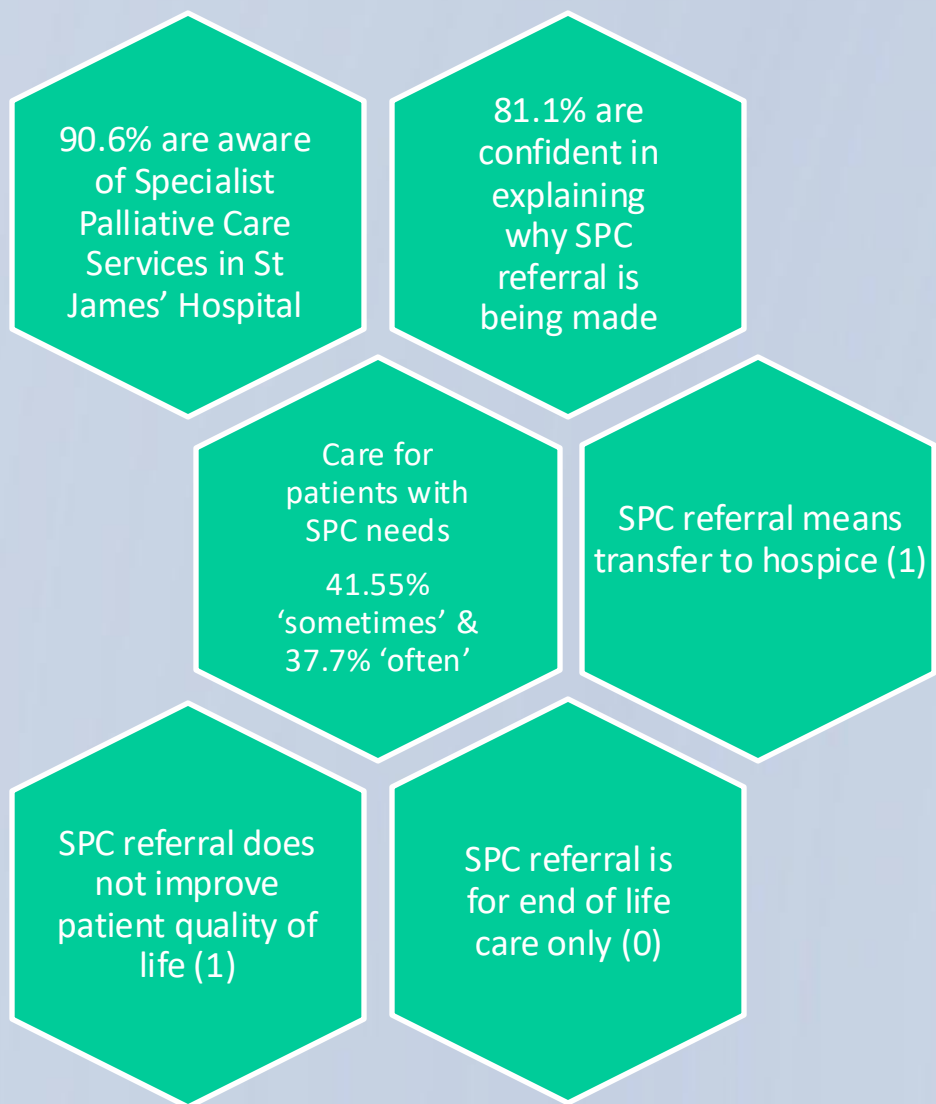 90.6% are aware
of Specialist
Palliative Care
Services in St
James’ Hospital
81.1% are
confident in
explaining
why SPC
referral is
being made
Care for
patients with
SPC needs
41.55%
‘sometimes’ &
37.7% ‘often’
SPC referral means
transfer to hospice (1)
SPC referral does
not improve
patient quality of
life (1)
SPC referral is
for end of life
care only (0)